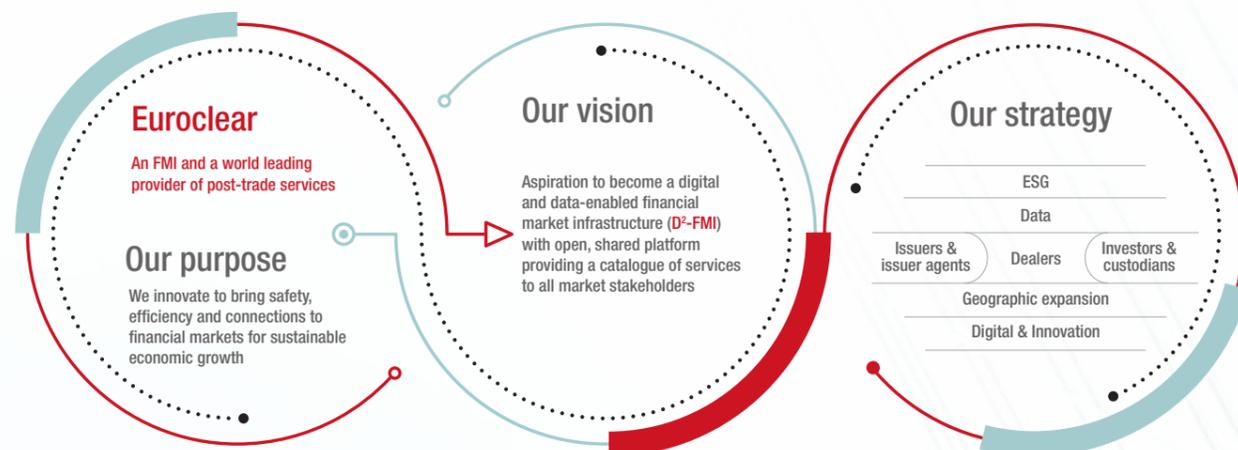 Euroclear
An FMI and a world leading
provider of post-trade services
Our purpose
We innovate to bring safety,
efficiency and connections to
financial markets for sustainable
economic growth
Our vision
Aspiration to become a digital
and data-enabled financial
market infrastructure (D²-FMI)
with open, shared platform
providing a catalogue of services
to all market stakeholders
Our strategy
ESG
Data
Issuers &
issuer agents
Dealers
Investors &
custodians
Geographic expansion
Digital & Innovation